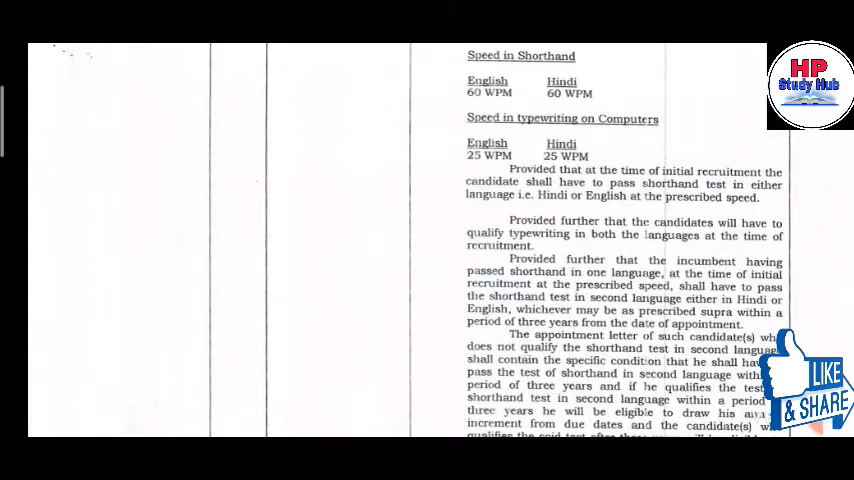 Speed in Shorthand
English Hindi
60 WPM 60 WPM
Speed in typewriting on Computers
English Hindi
25 WPM 25 WPM
Provided that at the time of initial recruitment the
candidate shall have to pass shorthand test in either
language i.e. Hindi or English at the prescribed speed.
Provided further that the candidates will have to
qualify typewriting in both the languages at the time of
recruitment.
Provided further that the incumbent having
passed shorthand in one language, at the time of initial
recruitment at the prescribed speed, shall have to pass
the shorthand test in second language either in Hindi or
English, whichever may be as prescribed supra within a
period of three years from the date of appointment.
The appointment letter of such candidate(s)
does not qualify the shorthand test in second
shall contain the specific condition that he shall
pass the test of shorthand in second language
period of three years and if he qualifies the test
shorthand test in second language within a period
three years he will be eligible to draw his
increment from due dates and the candidate(s)
qualifies the said test after three years will
HP
Study Hub
LIKE
& SHARE